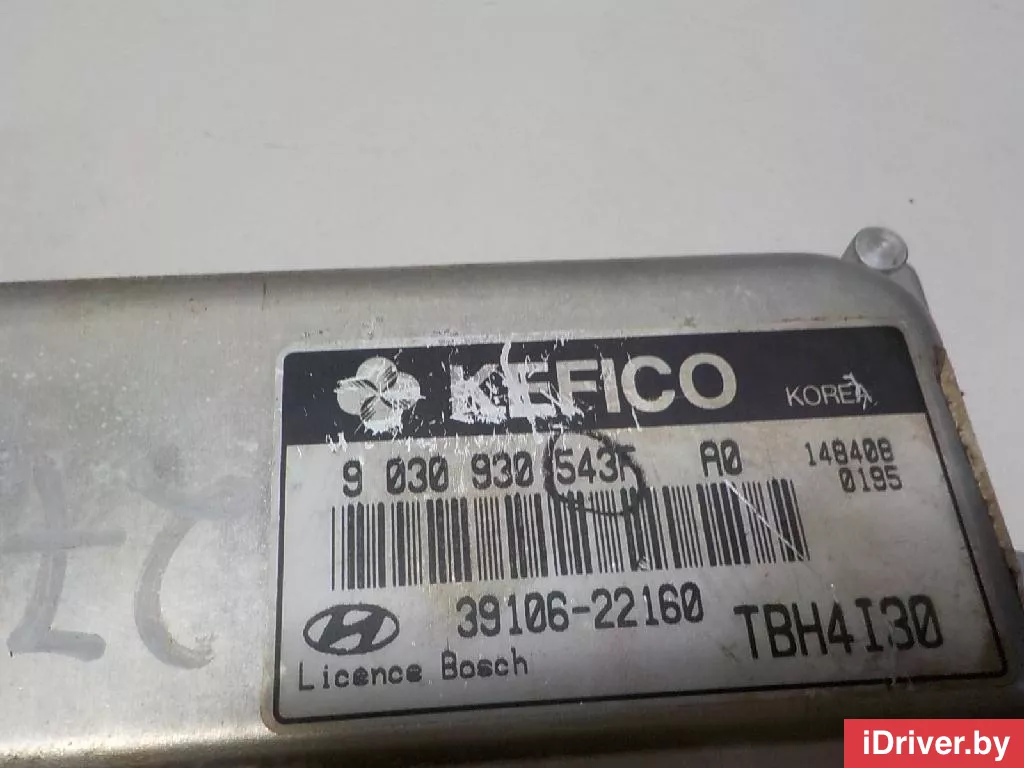 KEFICO
KOREA
9 030 930 543F A0 148408
0195
39106-22160
TBH4I30
Licence Bosch
iDriver.by